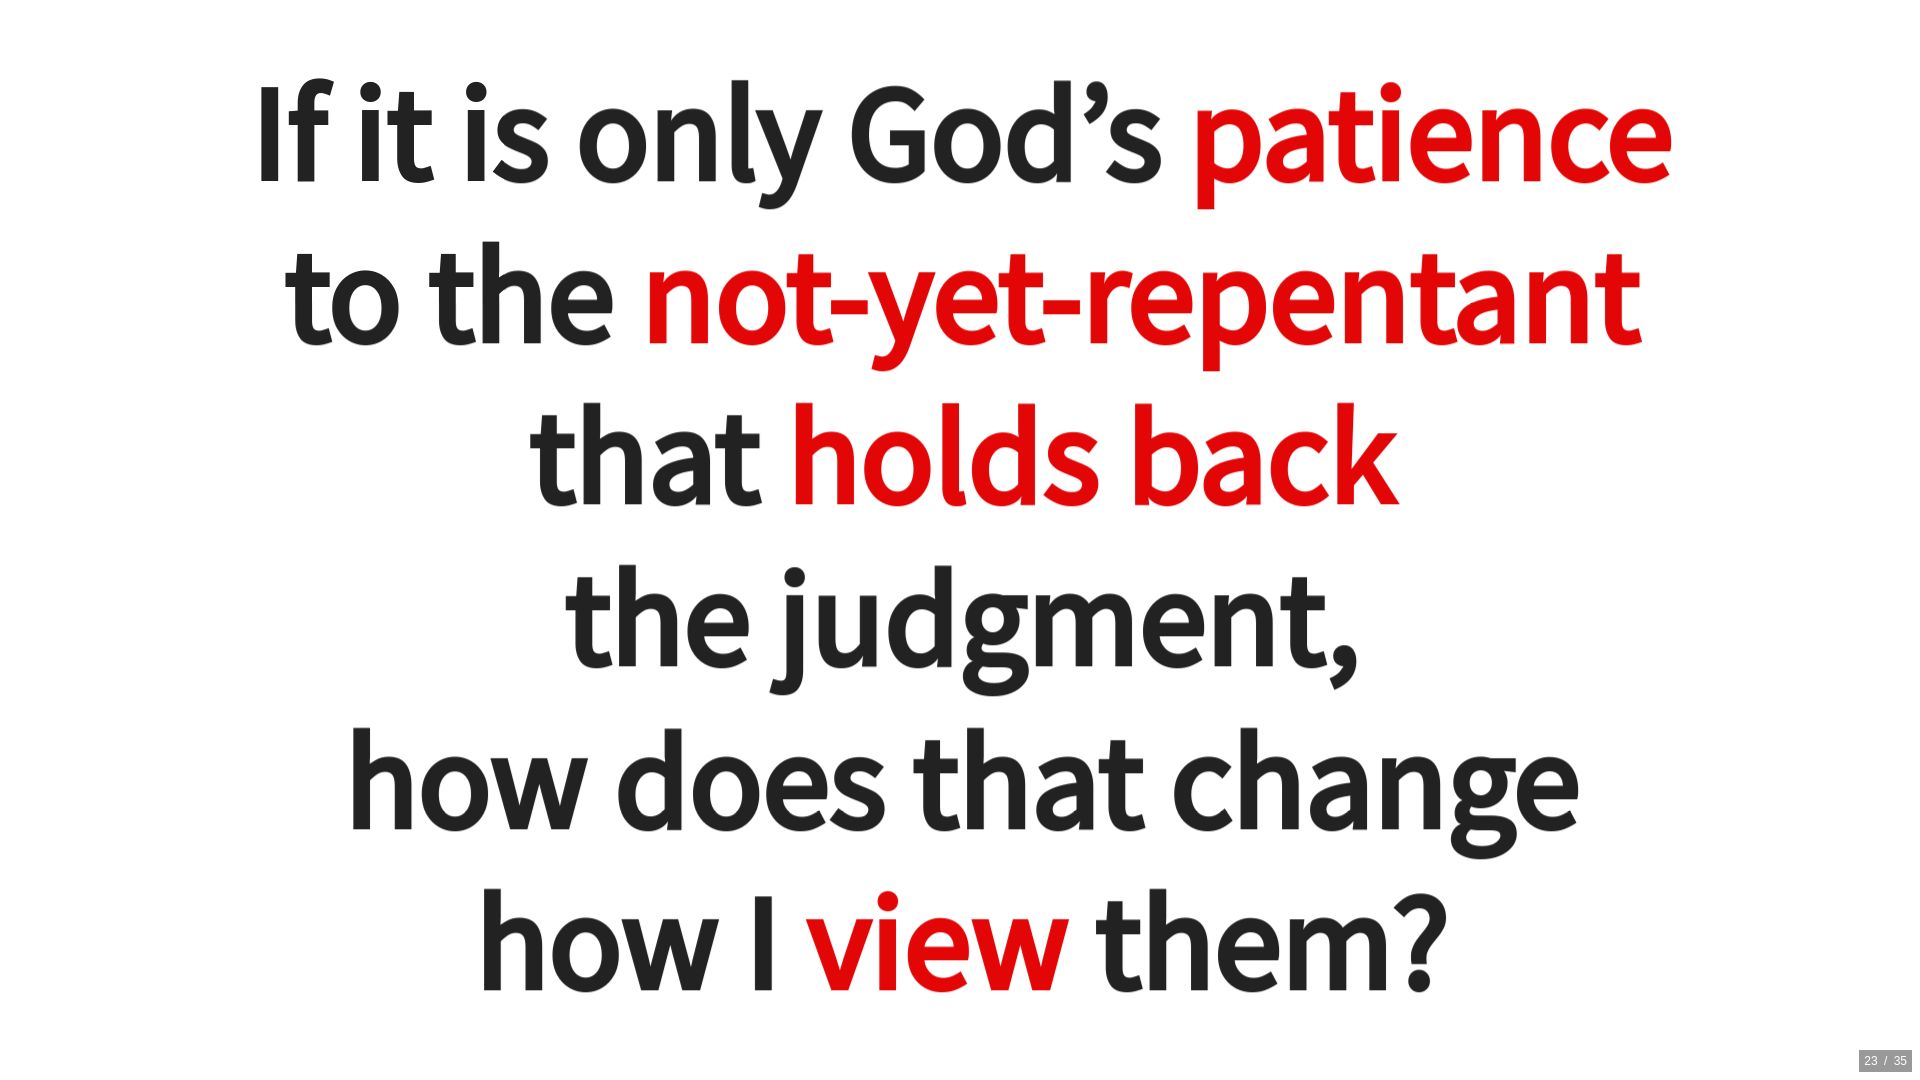 If it is only God’s patience
to the not-yet-repentant
that holds back
the judgment,
how does that change
how I view them?
23 / 35